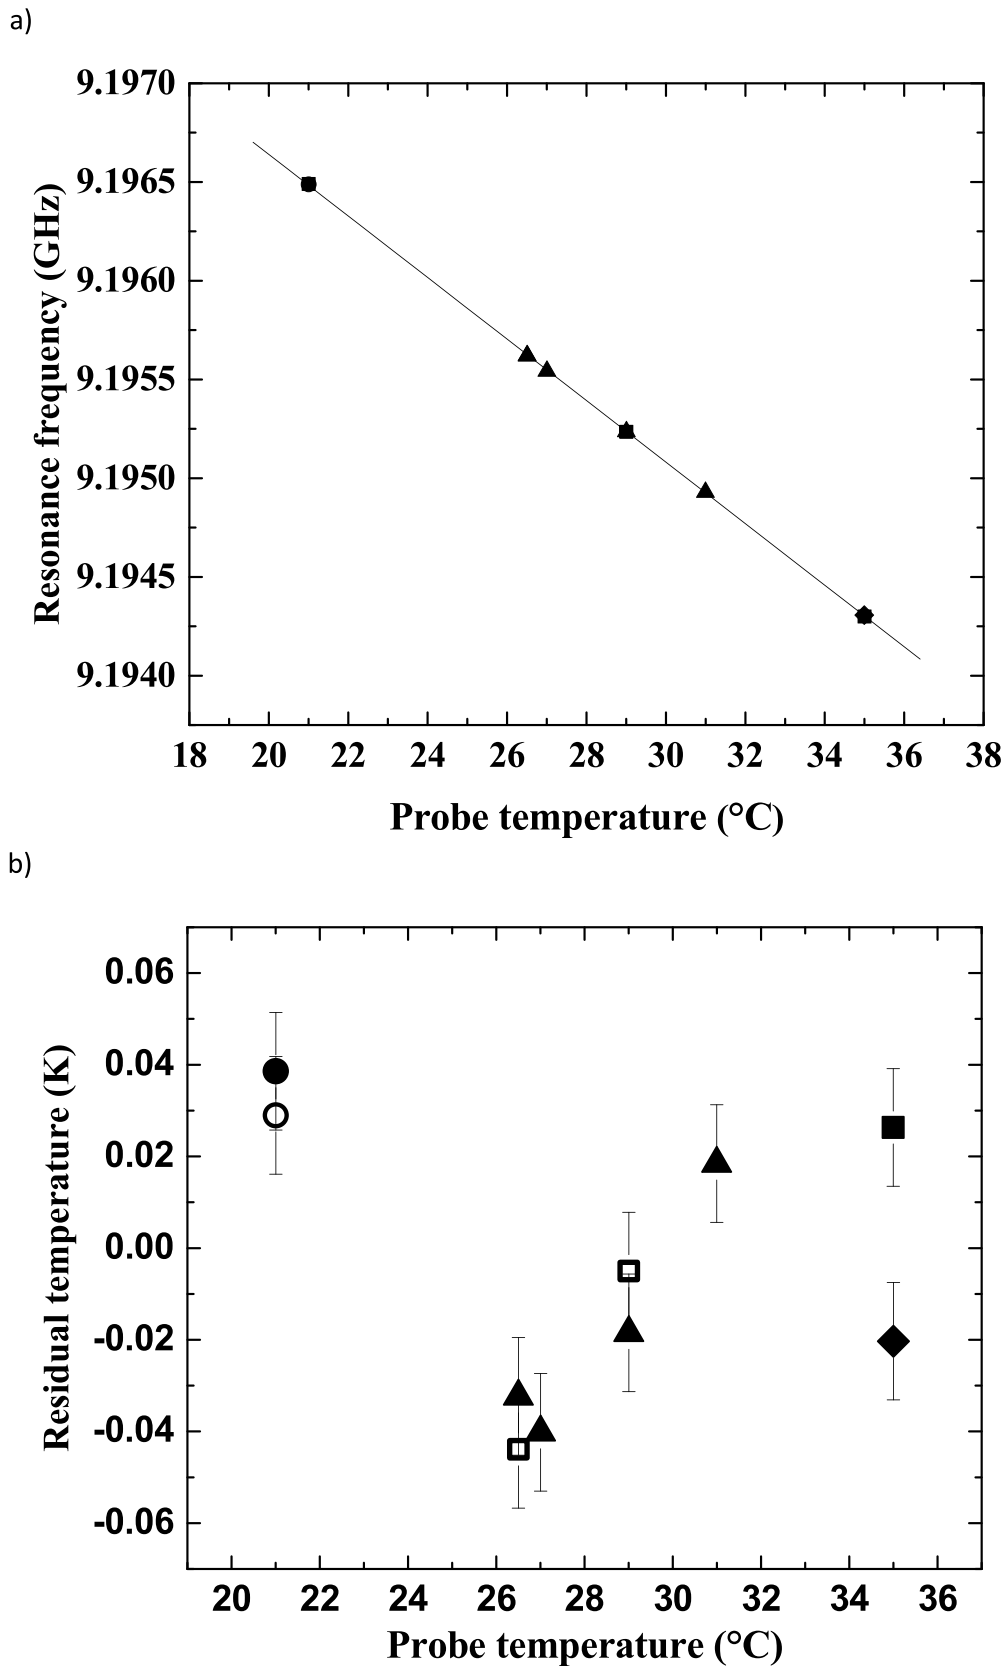 a)
9.1970
9.1965
9.1960
9.1955
9.1950
9.1945
9.1940
Resonance frequency (GHz)
18 20 22 24 26 28 30 32 34 36 38
Probe temperature (°C)
b)
0.06
0.04
0.02
0.00
-0.02
-0.04
-0.06
Residual temperature (K)
20 22 24 26 28 30 32 34 36
Probe temperature (°C)